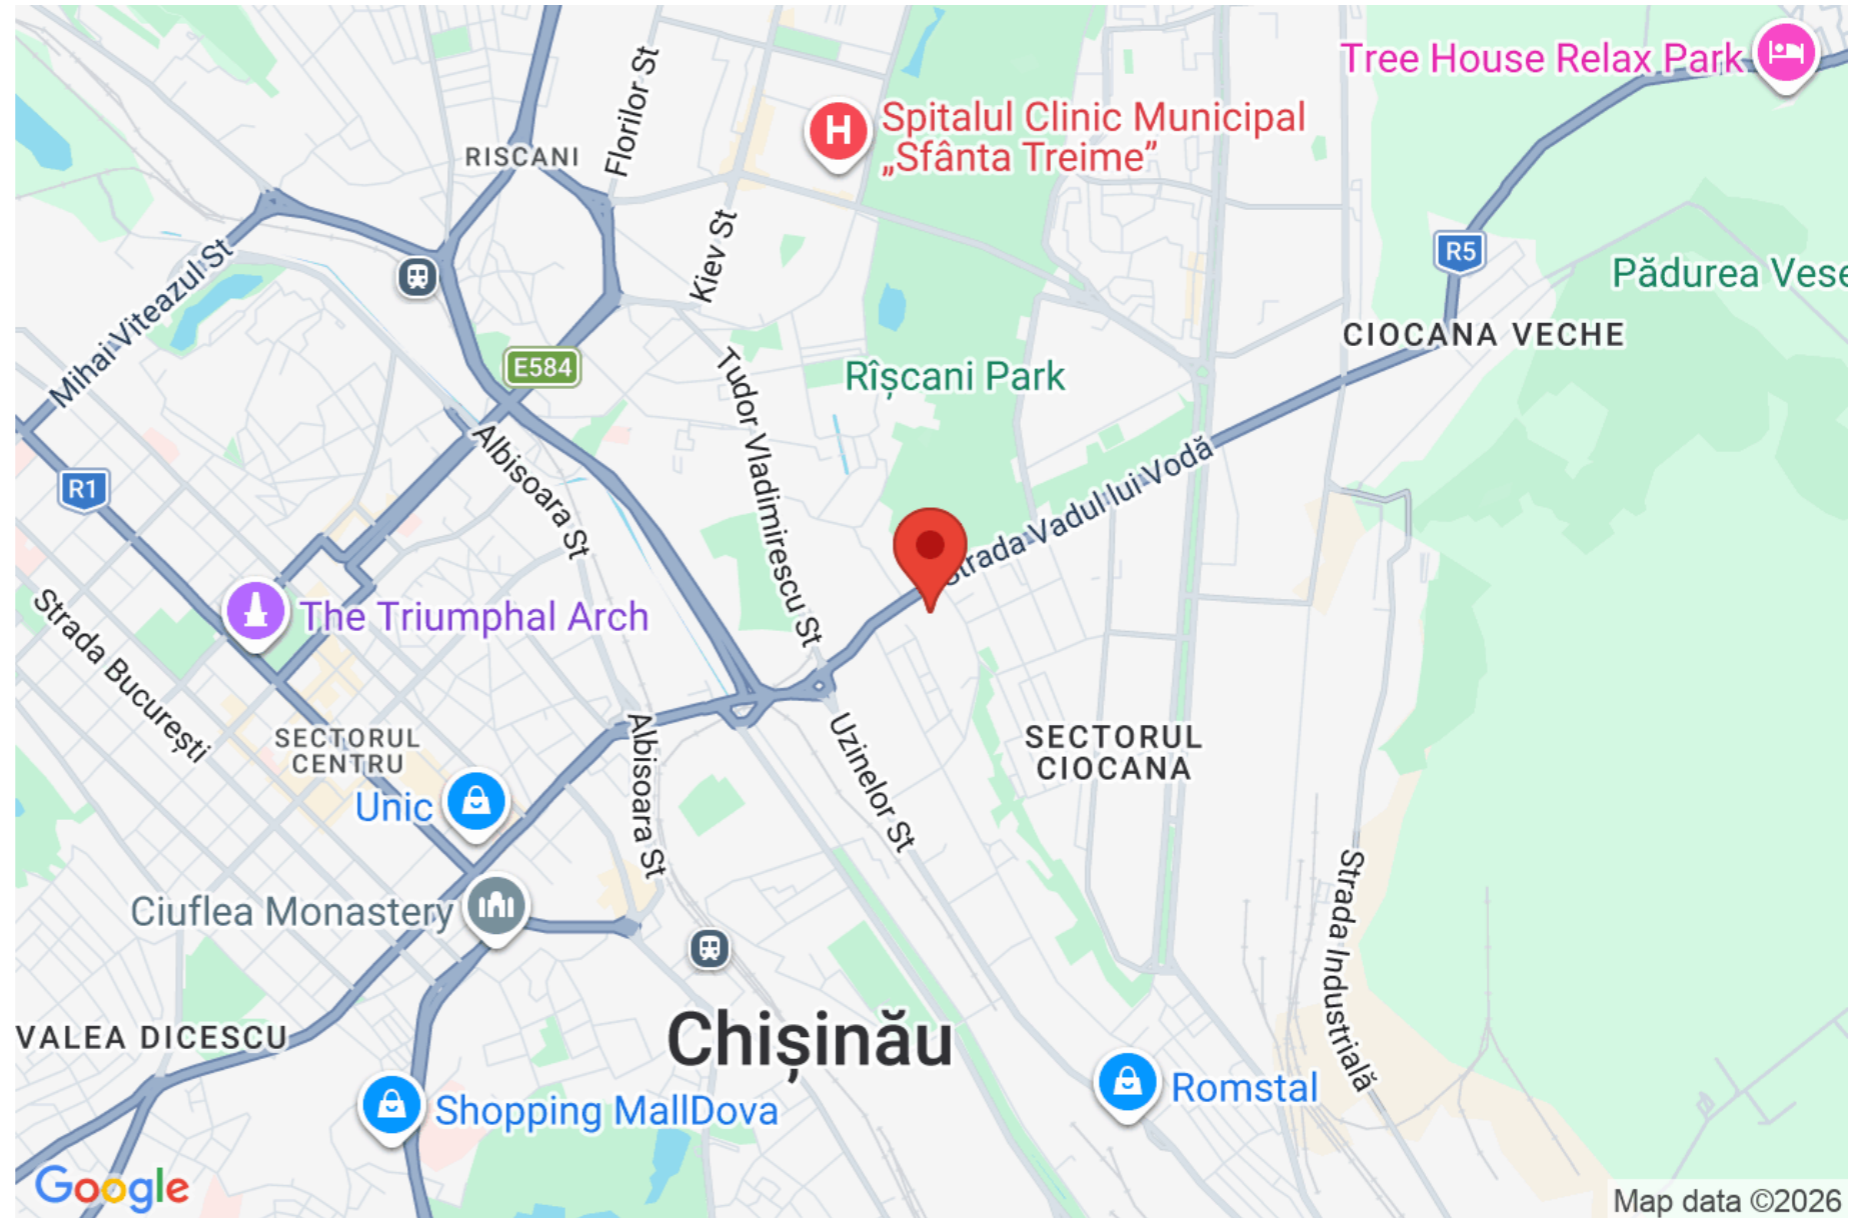 Tree House Relax Park
Florilor St
H
Spitalul Clinic Municipal
„Sfânta Treime”
RISCANI
Kiev St
R5
Pădurea Vese
Mihai Viteazul St
CIOCANA VECHE
E584
Rîșcani Park
Tudor Vladimirescu St
Albisoara St
R1
Strada Vadul lui Vodă
The Triumphal Arch
Strada București
SECTORUL
CENTRU
Albisoara St
Uzinelor St
SECTORUL
CIOCANA
Unic
Ciuflea Monastery
Strada Industrială
VALEA DICESCU
Chișinău
Shopping MallDova
Romstal
Google
Map data ©2026